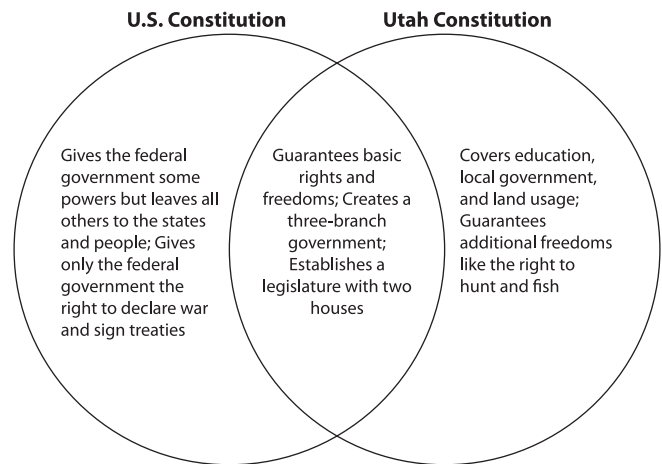 U.S. Constitution
Utah Constitution
Gives the federal
government some
powers but leaves all
others to the states
and people; Gives
only the federal
government the
right to declare war
and sign treaties
Guarantees basic
rights and
freedoms; Creates a
three-branch
government;
Establishes a
legislature with two
houses
Covers education,
local government,
and land usage;
Guarantees
additional freedoms
like the right to
hunt and fish